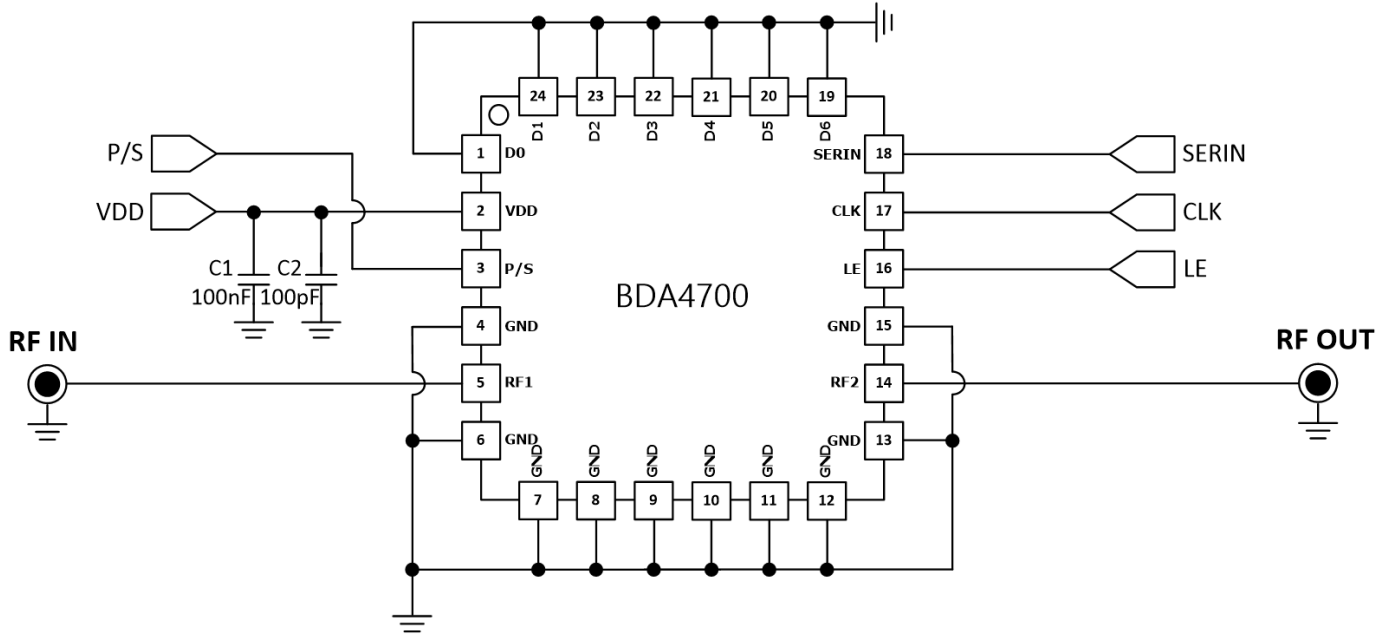 24 23 22 21 20 19
D1 D2 D3 D4 D5 D6
P/S
1 D0
SERIN 18
SERIN
VDD
2 VDD
CLK 17
CLK
C1
100nF
C2
100pF
3 P/S
LE 16
LE
BDA4700
4 GND
GND 15
RF IN
RF OUT
5 RF1
RF2 14
6 GND
GND 13
GND GND GND GND GND GND
7 8 9 10 11 12